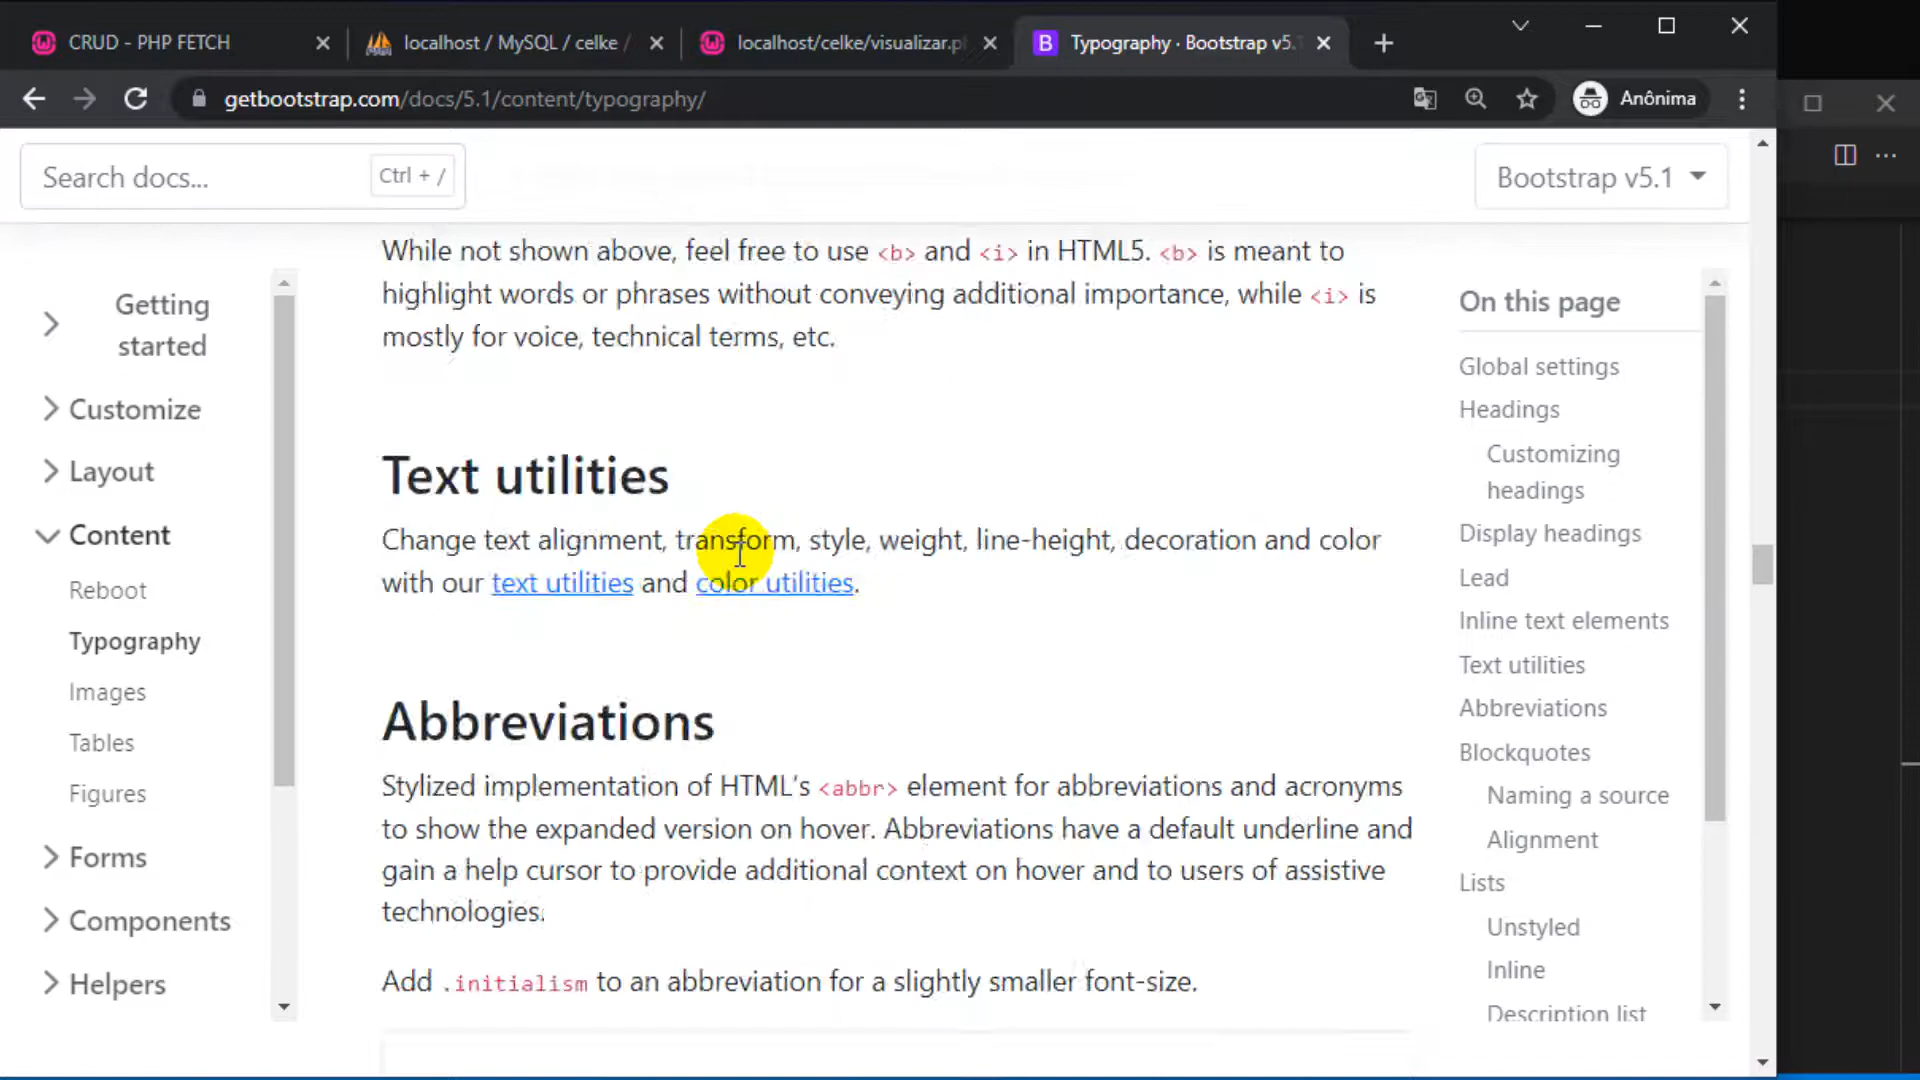 CRUD - PHP FETCH
localhost / MySQL / celke /
localhost/celke/visualizar.p
Typography · Bootstrap v5.
getbootstrap.com/docs/5.1/content/typography/
Anônima
Search docs...
Ctrl + /
Bootstrap v5.1
Getting
started
Customize
Layout
Content
Reboot
Typography
Images
Tables
Figures
Forms
Components
Helpers
While not shown above, feel free to use <b> and <i> in HTML5. <b> is meant to
highlight words or phrases without conveying additional importance, while <i> is
mostly for voice, technical terms, etc.
Text utilities
Change text alignment, transform, style, weight, line-height, decoration and color
with our text utilities and color utilities.
Abbreviations
Stylized implementation of HTML’s <abbr> element for abbreviations and acronyms
to show the expanded version on hover. Abbreviations have a default underline and
gain a help cursor to provide additional context on hover and to users of assistive
technologies.
Add .initialism to an abbreviation for a slightly smaller font-size.
On this page
Global settings
Headings
Customizing
headings
Display headings
Lead
Inline text elements
Text utilities
Abbreviations
Blockquotes
Naming a source
Alignment
Lists
Unstyled
Inline
Description list